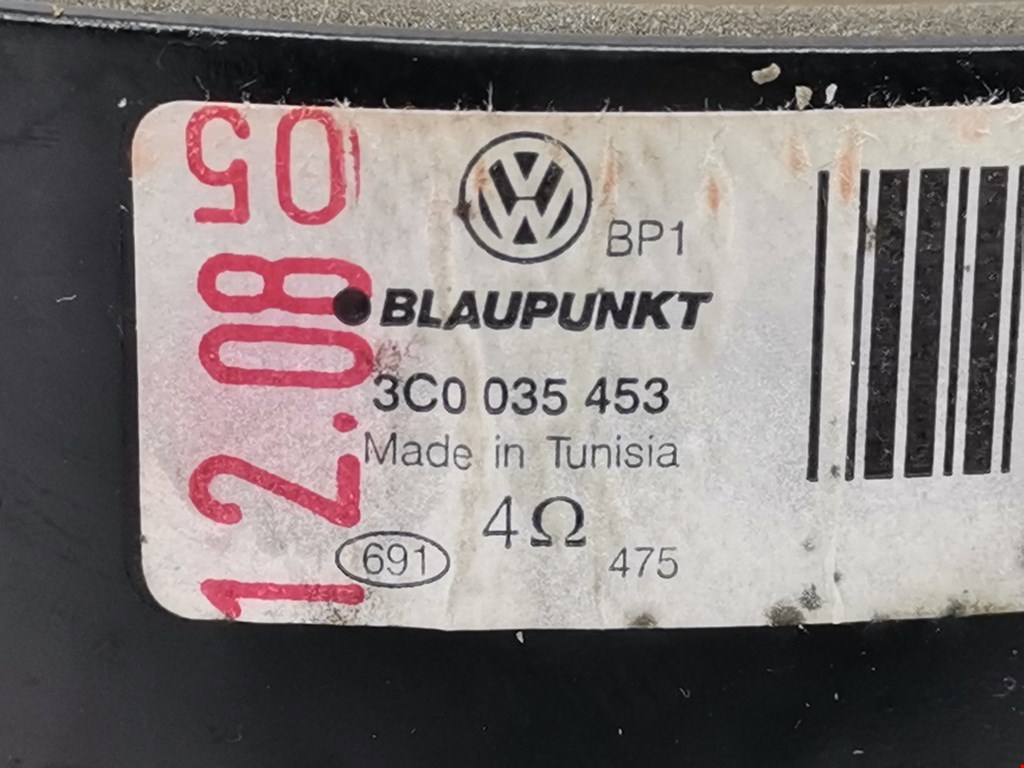 12.08 05
BP1
BLAUPUNKT
3C0 035 453
Made in Tunisia
4Ω
691
475